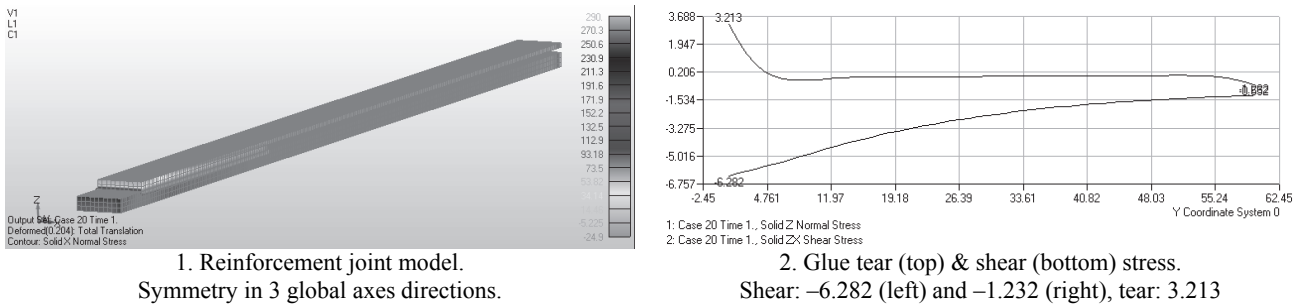 V1
L1
C1
290.
270.3
250.6
230.9
211.3
191.6
171.9
152.2
132.5
112.9
93.18
73.5
53.82
-5.225
-24.9
Z
Output Set: Case 20 Time 1.
Deformed(0.204): Total Translation
Contour: Solid X Normal Stress
1. Reinforcement joint model.
Symmetry in 3 global axes directions.
3.688
1.947
0.206
-1.534
-3.275
-5.016
-6.757
3.213
-6.282
-2.45
4.761
11.97
19.18
26.39
33.61
40.82
48.03
55.24
62.45
Y Coordinate System 0
1: Case 20 Time 1., Solid Z Normal Stress
2: Case 20 Time 1., Solid ZX Shear Stress
2. Glue tear (top) & shear (bottom) stress.
Shear: –6.282 (left) and –1.232 (right), tear: 3.213